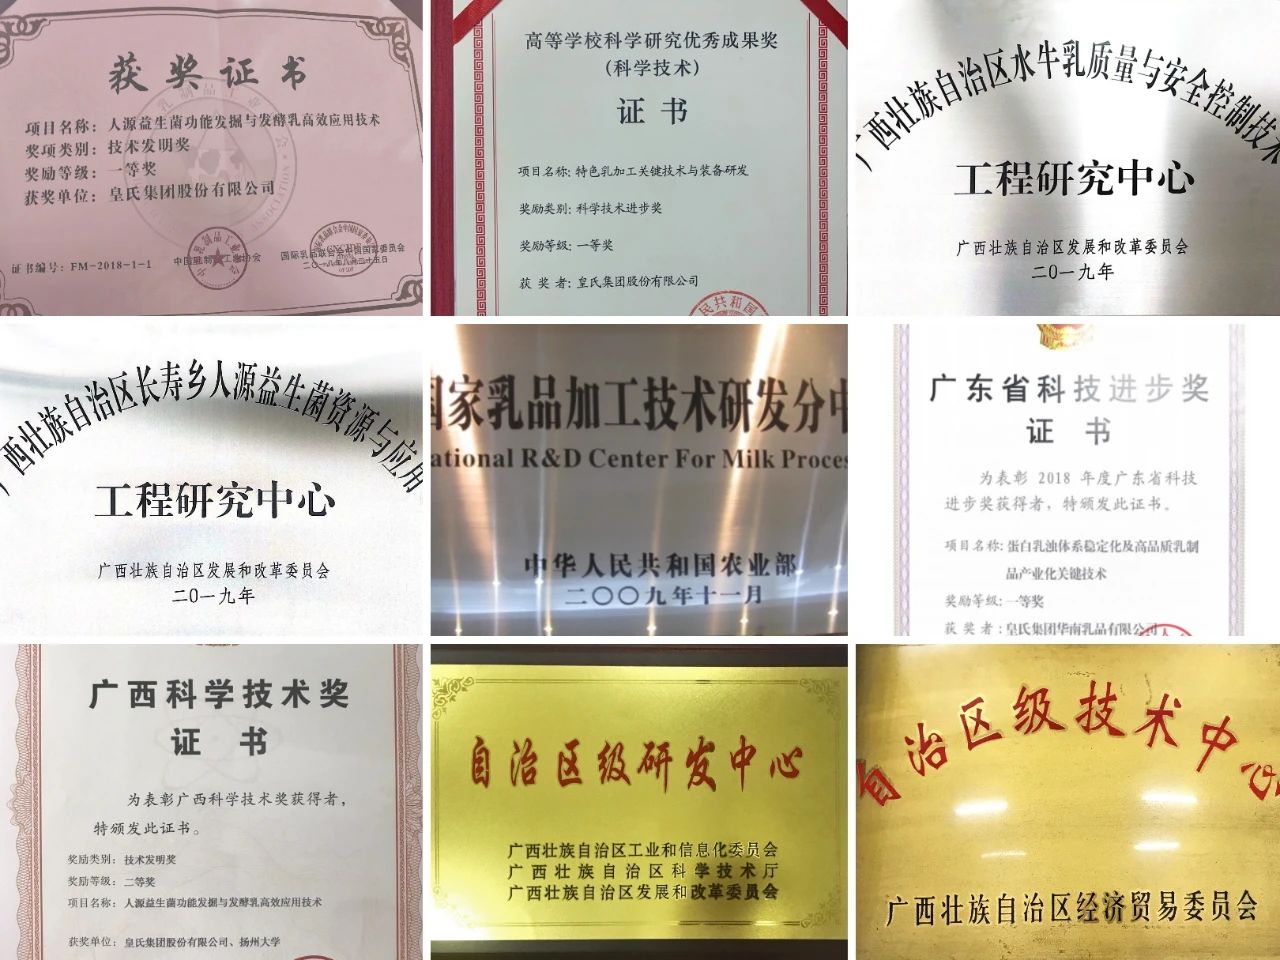 获奖证书
项目名称：人源益生菌功能发掘与发酵乳高效应用技术
奖项类别：技术发明奖
奖励等级：一等奖
获奖单位：皇氏集团股份有限公司
证书编号：FM-2018-1-1
高等学校科学研究优秀成果奖
(科学技术)
证书
项目名称：特色乳加工关键技术与装备研发
奖励类别：科学技术进步奖
奖励等级：一等奖
获 奖 者：皇氏集团股份有限公司
广西壮族自治区水牛乳质量与安全控制技术
工程研究中心
广西壮族自治区发展和改革委员会
二0一九年
广西壮族自治区长寿乡人源益生菌资源与应用
工程研究中心
广西壮族自治区发展和改革委员会
二0一九年
国家乳品加工技术研发分中
ational R&D Center For Milk Proces
中华人民共和国农业部
二〇〇九年十一月
广东省科技进步奖
证 书
为表彰 2018 年度广东省科技
进步奖获得者，特颁发此证书。
项目名称：蛋白乳浊体系稳定化及高品质乳制
品产业化关键技术
奖励等级：一等奖
获 奖 者：皇氏集团华南乳品有限公司
广西科学技术奖
证 书
为表彰广西科学技术奖获得者，
特颁发此证书。
奖励类别：技术发明奖
奖励等级：二等奖
项目名称：人源益生菌功能发掘与发酵乳高效应用技术
获奖单位：皇氏集团股份有限公司、扬州大学
自治区级研发中心
广西壮族自治区工业和信息化委员会
广西壮族自治区科学技术厅
广西壮族自治区发展和改革委员会
自治区级技术中心
广西壮族自治区经济贸易委员会